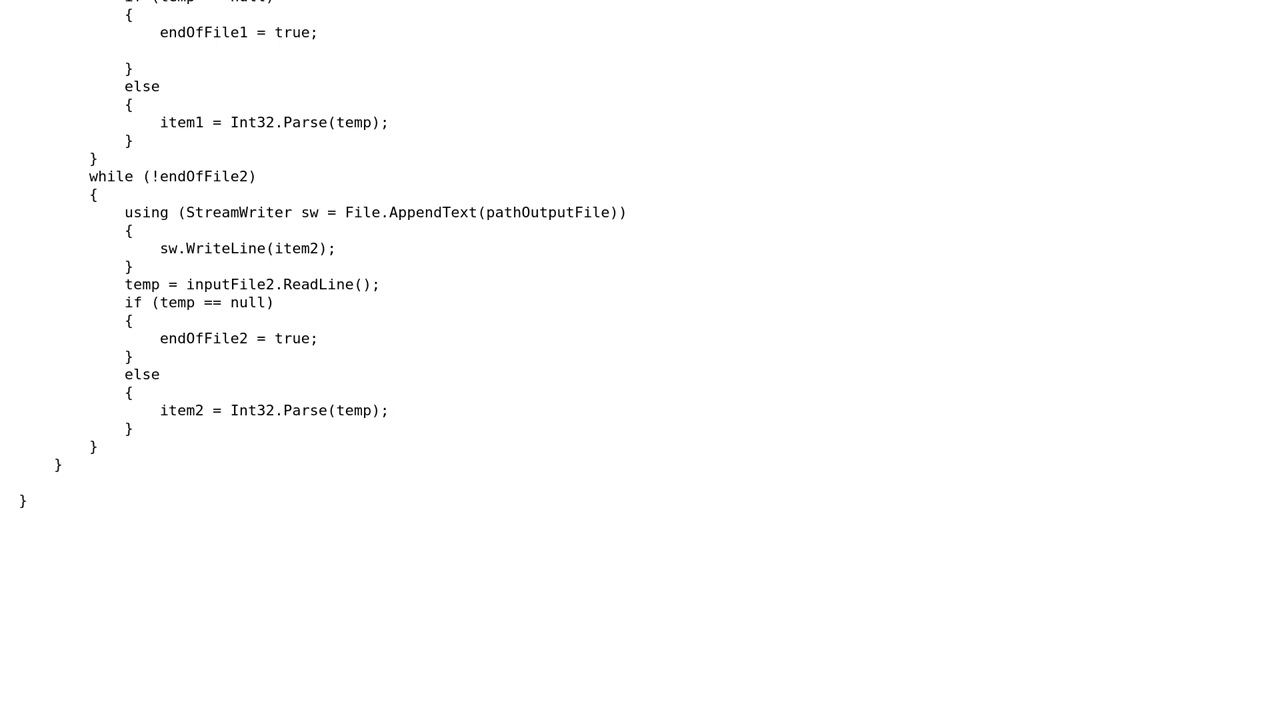 {
endOfFile1 = true;
}
else
{
item1 = Int32.Parse(temp);
}
}
while (!endOfFile2)
{
using (StreamWriter sw = File.AppendText(pathOutputFile))
{
sw.WriteLine(item2);
}
temp = inputFile2.ReadLine();
if (temp == null)
{
endOfFile2 = true;
}
else
{
item2 = Int32.Parse(temp);
}
}
}
}